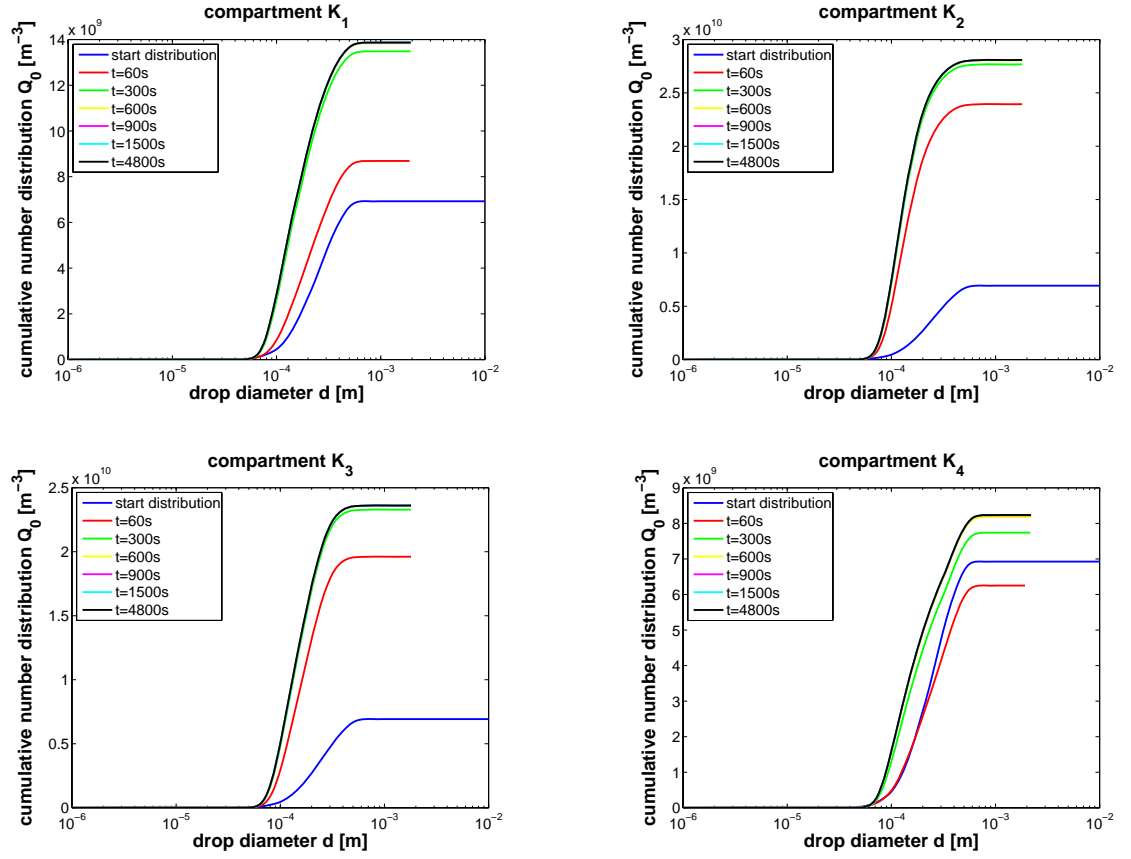 compartment K1
x 10^9
cumulative number distribution Q0 [m−3]
14
12
10
8
6
4
2
0
start distribution
t=60s
t=300s
t=600s
t=900s
t=1500s
t=4800s
10^−6 10^−5 10^−4 10^−3 10^−2
drop diameter d [m]
compartment K2
x 10^10
cumulative number distribution Q0 [m−3]
3
2.5
2
1.5
1
0.5
0
start distribution
t=60s
t=300s
t=600s
t=900s
t=1500s
t=4800s
10^−6 10^−5 10^−4 10^−3 10^−2
drop diameter d [m]
compartment K3
x 10^10
cumulative number distribution Q0 [m−3]
2.5
2
1.5
1
0.5
0
start distribution
t=60s
t=300s
t=600s
t=900s
t=1500s
t=4800s
10^−6 10^−5 10^−4 10^−3 10^−2
drop diameter d [m]
compartment K4
x 10^9
cumulative number distribution Q0 [m−3]
9
8
7
6
5
4
3
2
1
0
start distribution
t=60s
t=300s
t=600s
t=900s
t=1500s
t=4800s
10^−6 10^−5 10^−4 10^−3 10^−2
drop diameter d [m]